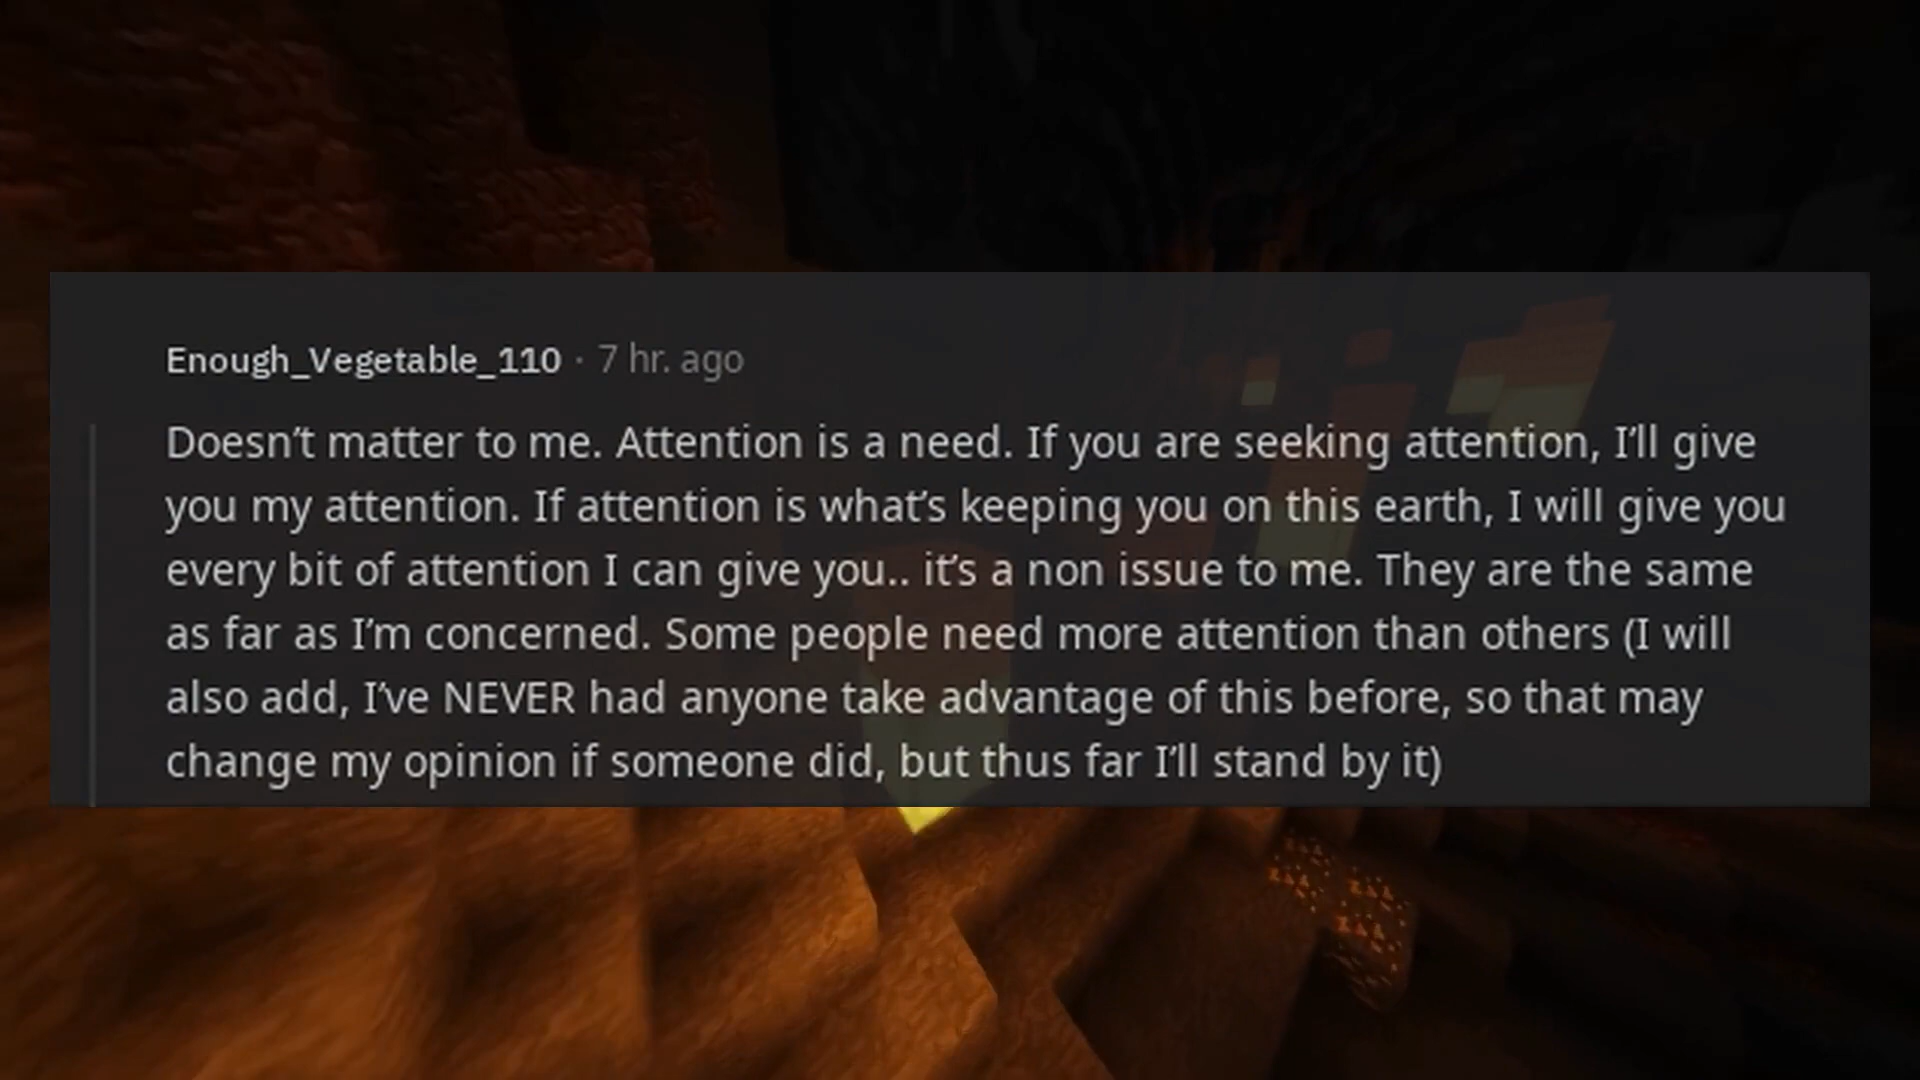 Enough_Vegetable_110 · 7 hr. ago
Doesn’t matter to me. Attention is a need. If you are seeking attention, I’ll give
you my attention. If attention is what’s keeping you on this earth, I will give you
every bit of attention I can give you.. it’s a non issue to me. They are the same
as far as I’m concerned. Some people need more attention than others (I will
also add, I’ve NEVER had anyone take advantage of this before, so that may
change my opinion if someone did, but thus far I’ll stand by it)